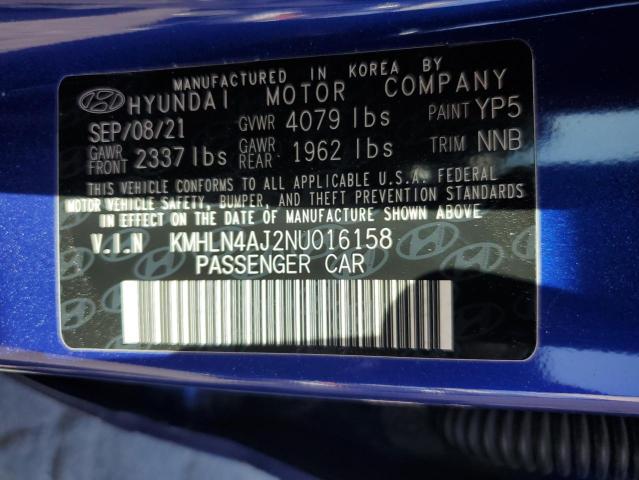 MANUFACTURED IN KOREA BY
HYUNDAI MOTOR COMPANY
SEP/08/21 GVWR 4079 lbs PAINT YP5
GAWR FRONT 2337 lbs GAWR REAR 1962 lbs TRIM NNB
THIS VEHICLE CONFORMS TO ALL APPLICABLE U.S.A. FEDERAL
MOTOR VEHICLE SAFETY, BUMPER, AND THEFT PREVENTION STANDARDS
IN EFFECT ON THE DATE OF MANUFACTURE SHOWN ABOVE
V.I.N KMHLN4AJ2NU016158
PASSENGER CAR